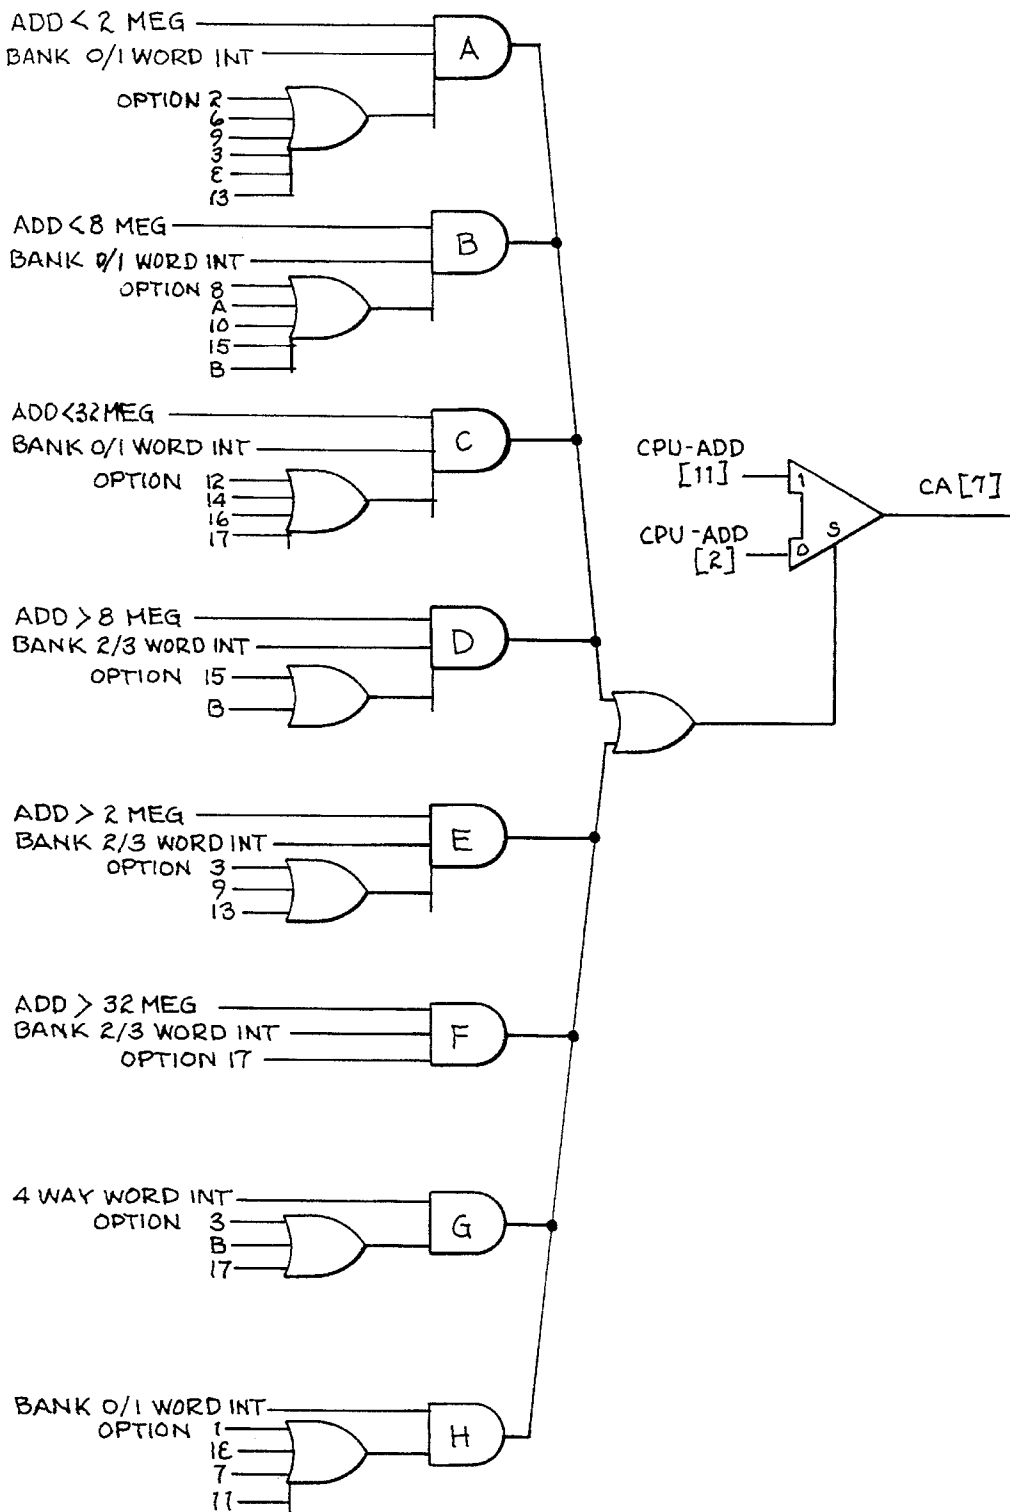 ADD < 2 MEG
BANK 0/1 WORD INT
A
OPTION 2
6
9
3
E
13
ADD < 8 MEG
BANK 0/1 WORD INT
B
OPTION 8
A
10
15
B
ADD < 32 MEG
BANK 0/1 WORD INT
C
OPTION 12
14
16
17
CPU-ADD
[11]
1
CA [7]
CPU-ADD
[2]
0
S
ADD > 8 MEG
BANK 2/3 WORD INT
D
OPTION 15
B
ADD > 2 MEG
BANK 2/3 WORD INT
E
OPTION 3
9
13
ADD > 32 MEG
BANK 2/3 WORD INT
F
OPTION 17
4 WAY WORD INT
G
OPTION 3
B
17
BANK 0/1 WORD INT
H
OPTION 1
1E
7
11